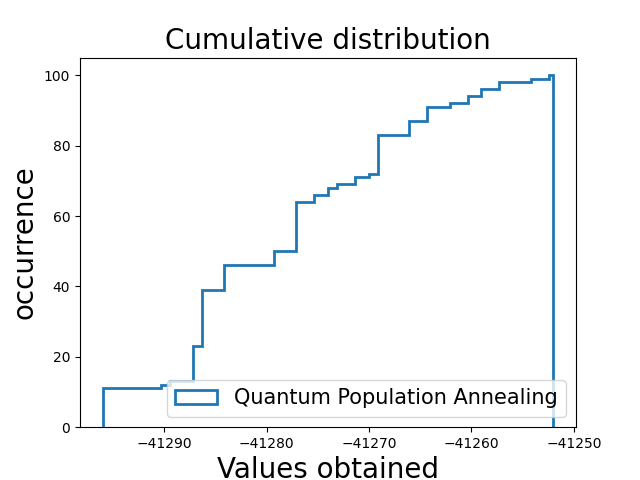 Cumulative distribution
occurrence
100
80
60
40
20
0
Quantum Population Annealing
−41290 −41280 −41270 −41260 −41250
Values obtained